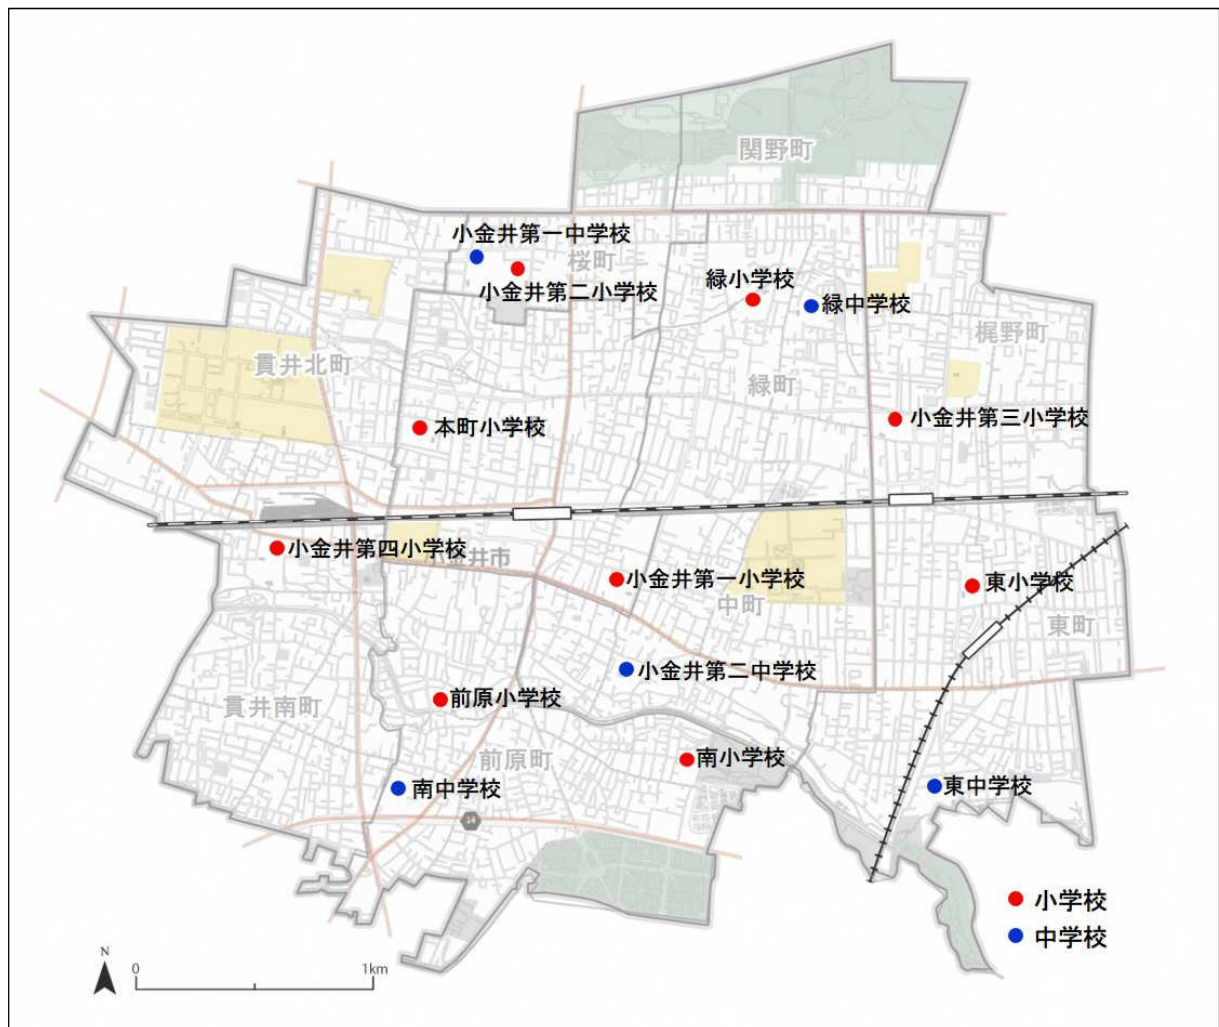 関野町
小金井第一中学校
桜町
緑小学校
小金井第二小学校
緑中学校
梶野町
貫井北町
緑町
小金井第三小学校
本町小学校
小金井第四小学校
小金井市
小金井第一小学校
東小学校
中町
東町
小金井第二中学校
前原小学校
貫井南町
前原町
南小学校
南中学校
東中学校
14
小学校
中学校
N
0
1km